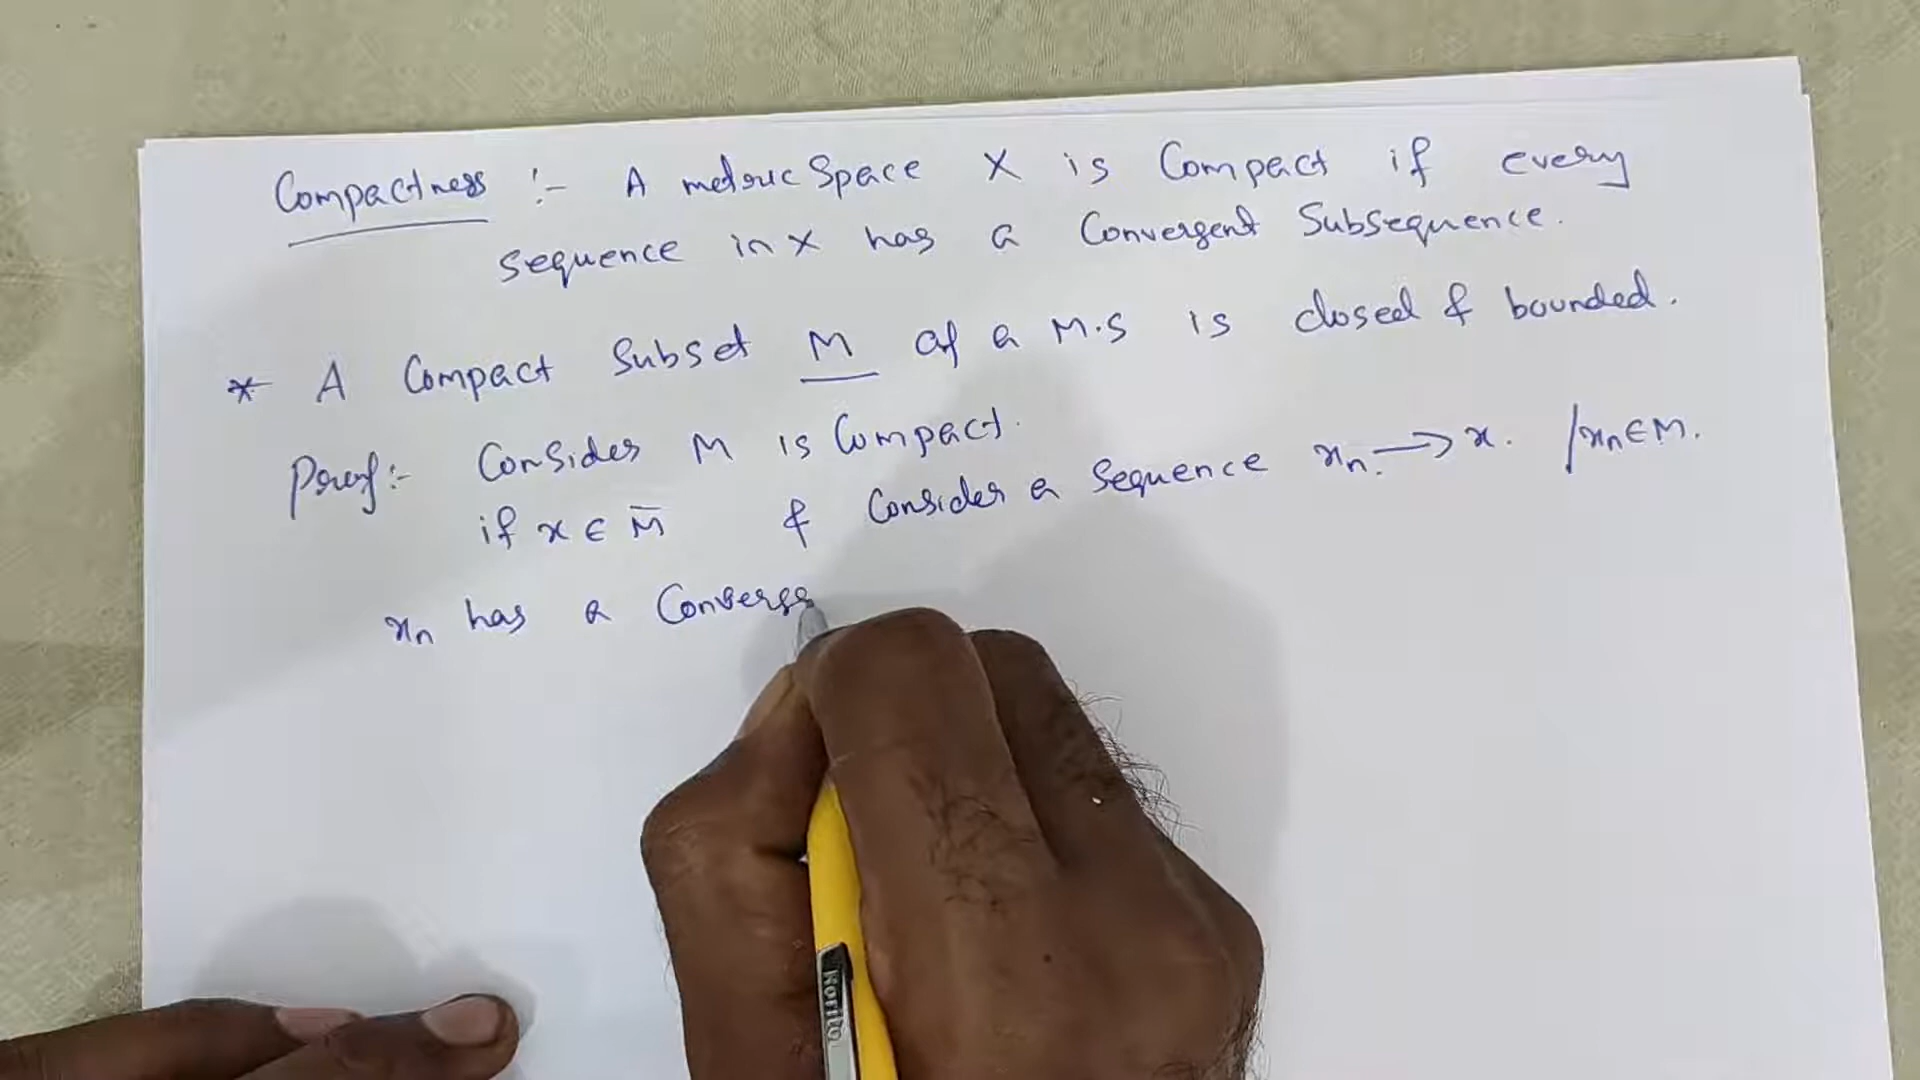 Compactness :- A metric Space X is Compact if every
sequence in X has a Convergent Subsequence.
* A Compact Subset M of a M.S is closed & bounded.
Proof:- Consider M is Compact.
if x ∈ M̄ & Consider a Sequence xₙ → x. /xₙ∈M.
xₙ has a Converge
Norito